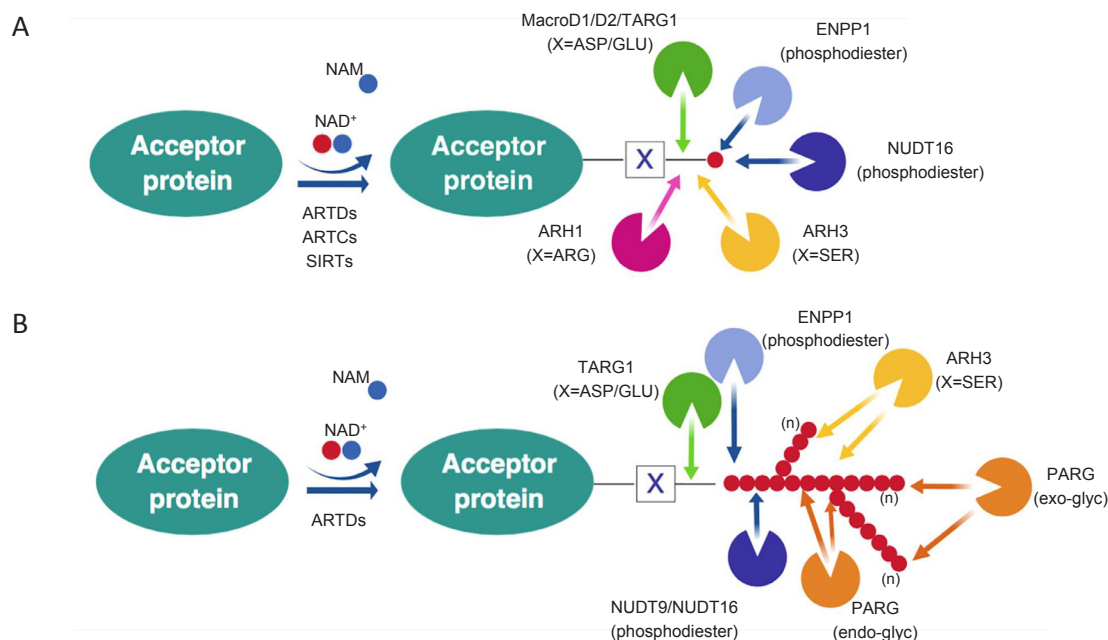 A
MacroD1/D2/TARG1
(X=ASP/GLU)
ENPP1
(phosphodiester)
NAM
NAD+
Acceptor
protein
Acceptor
protein
X
NUDT16
(phosphodiester)
ARTDs
ARTCs
SIRTs
ARH1
(X=ARG)
ARH3
(X=SER)
B
ENPP1
(phosphodiester)
TARG1
(X=ASP/GLU)
ARH3
(X=SER)
NAM
NAD+
(n)
Acceptor
protein
Acceptor
protein
X
(n)
PARG
(exo-glyc)
ARTDs
(n)
NUDT9/NUDT16
(phosphodiester)
PARG
(endo-glyc)